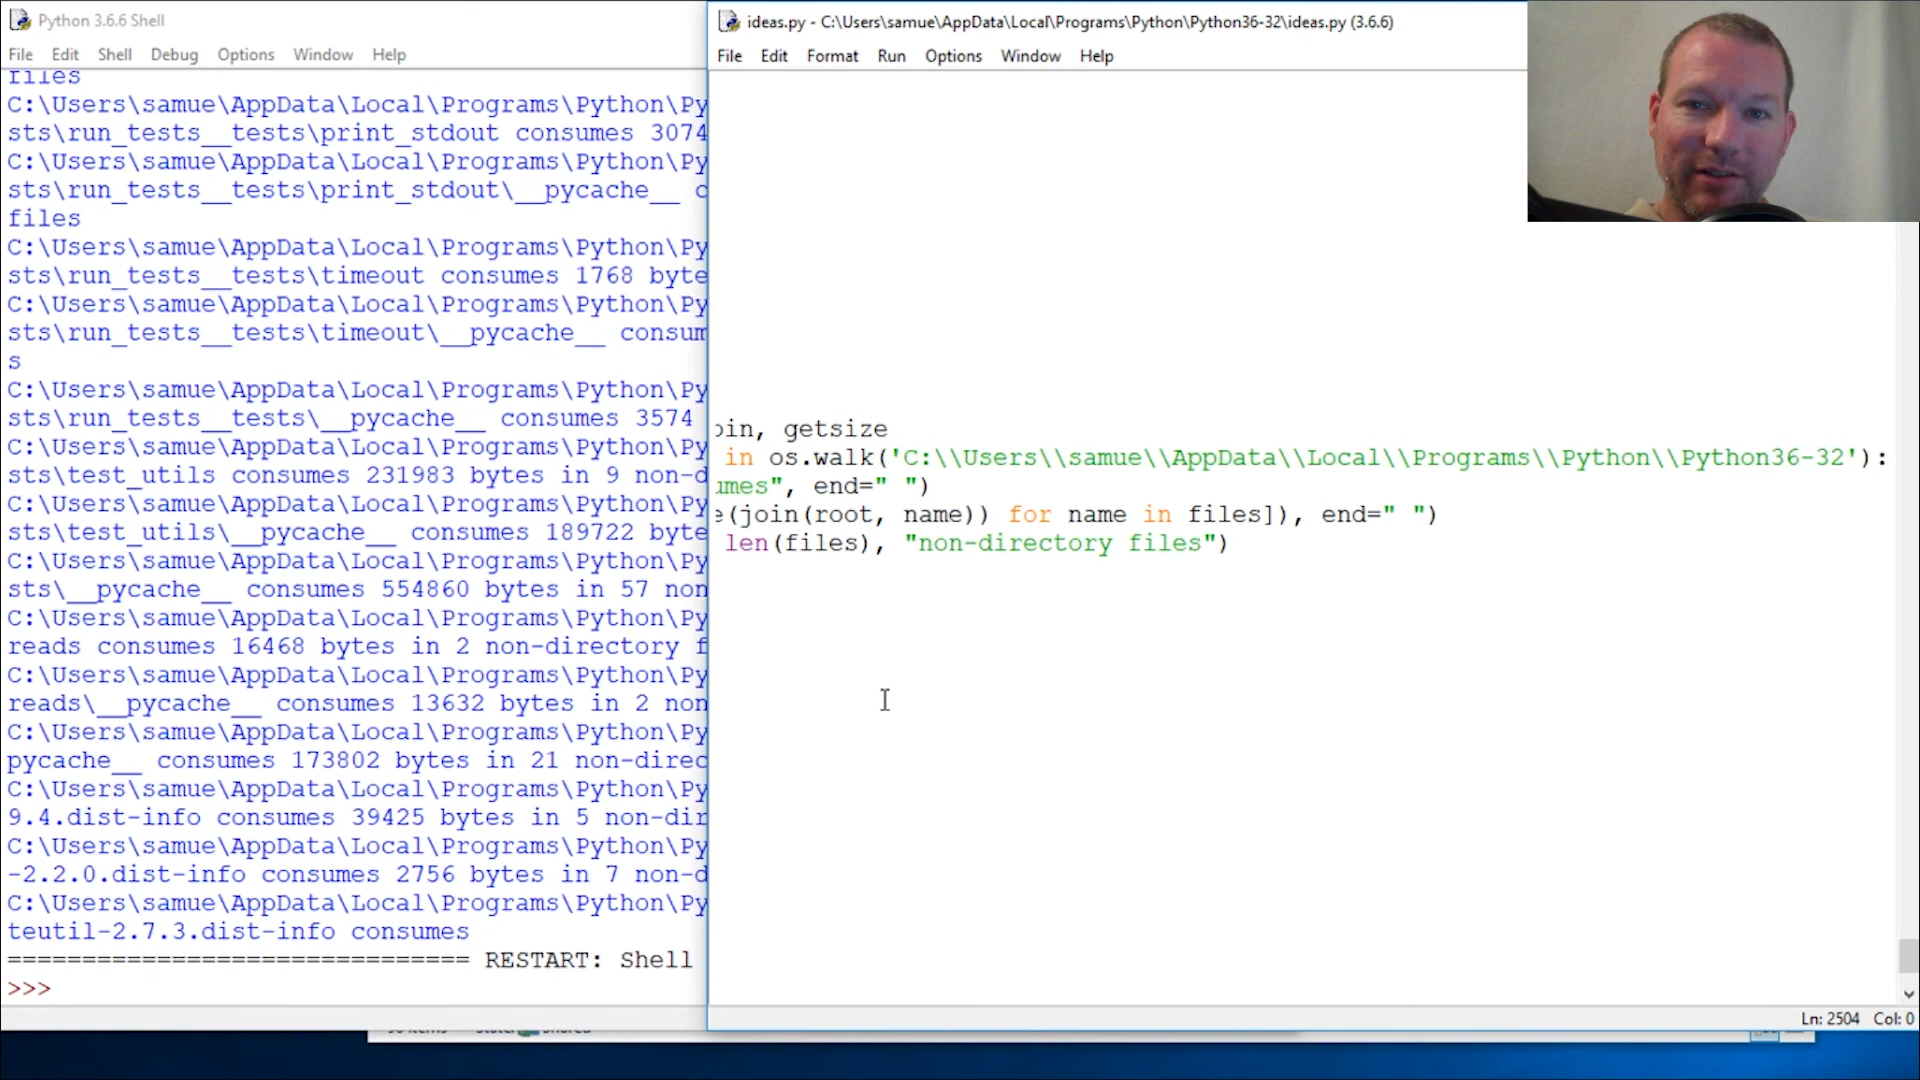 Python 3.6.6 Shell
File Edit Shell Debug Options Window Help
files
C:\Users\samue\AppData\Local\Programs\Python\Py
sts\run_tests__tests\print_stdout consumes 3074
C:\Users\samue\AppData\Local\Programs\Python\Py
sts\run_tests__tests\print_stdout\__pycache__ c
files
C:\Users\samue\AppData\Local\Programs\Python\Py
sts\run_tests__tests\timeout consumes 1768 byte
C:\Users\samue\AppData\Local\Programs\Python\Py
sts\run_tests__tests\timeout\__pycache__ consum
s
C:\Users\samue\AppData\Local\Programs\Python\Py
sts\run_tests__tests\__pycache__ consumes 3574
C:\Users\samue\AppData\Local\Programs\Python\Py
sts\test_utils consumes 231983 bytes in 9 non-d
C:\Users\samue\AppData\Local\Programs\Python\Py
sts\test_utils\__pycache__ consumes 189722 byte
C:\Users\samue\AppData\Local\Programs\Python\Py
sts\__pycache__ consumes 554860 bytes in 57 non
C:\Users\samue\AppData\Local\Programs\Python\Py
reads consumes 16468 bytes in 2 non-directory f
C:\Users\samue\AppData\Local\Programs\Python\Py
reads\__pycache__ consumes 13632 bytes in 2 non
C:\Users\samue\AppData\Local\Programs\Python\Py
pycache__ consumes 173802 bytes in 21 non-direc
C:\Users\samue\AppData\Local\Programs\Python\Py
9.4.dist-info consumes 39425 bytes in 5 non-dir
C:\Users\samue\AppData\Local\Programs\Python\Py
-2.2.0.dist-info consumes 2756 bytes in 7 non-d
C:\Users\samue\AppData\Local\Programs\Python\Py
teutil-2.7.3.dist-info consumes
=============================== RESTART: Shell
>>>
ideas.py - C:\Users\samue\AppData\Local\Programs\Python\Python36-32\ideas.py (3.6.6)
File Edit Format Run Options Window Help
oin, getsize
in os.walk('C:\\Users\\samue\\AppData\\Local\\Programs\\Python\\Python36-32'):
umes", end=" ")
e(join(root, name)) for name in files]), end=" ")
len(files), "non-directory files")
Ln: 2504 Col: 0